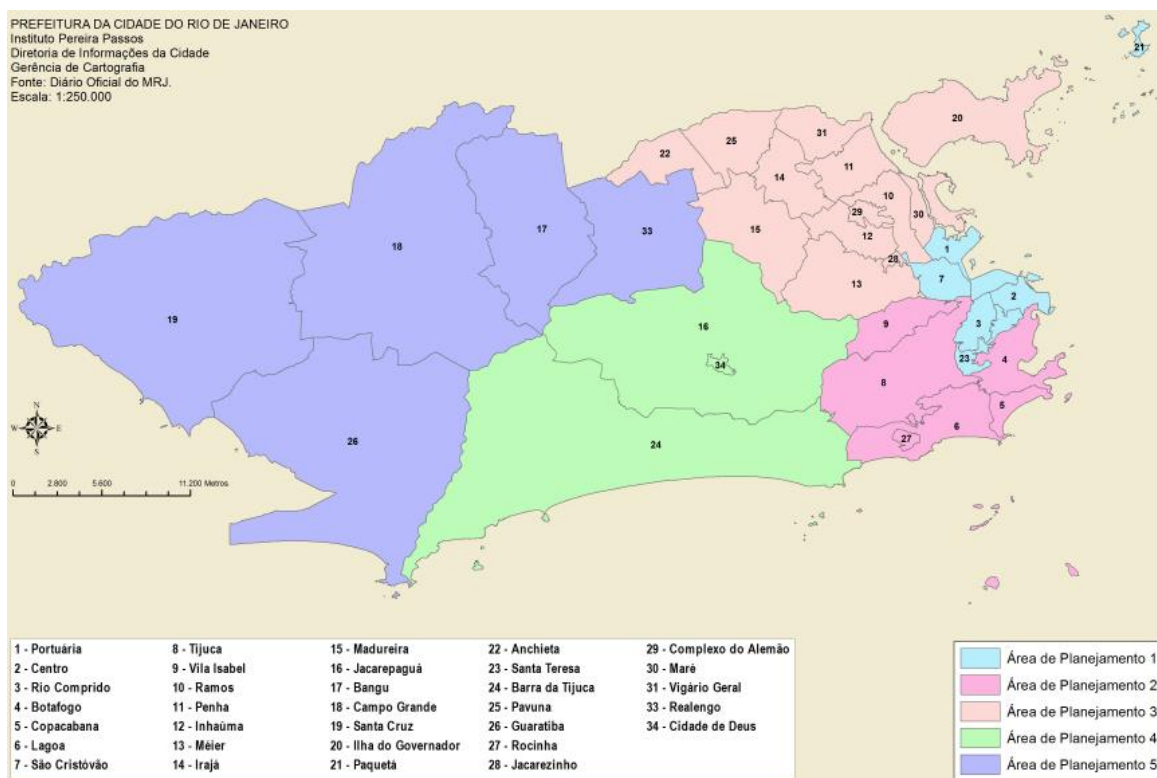 PREFEITURA DA CIDADE DO RIO DE JANEIRO
Instituto Pereira Passos
Diretoria de Informações da Cidade
Gerência de Cartografia
Fonte: Diário Oficial do MRJ.
Escala: 1:250.000
21
20
31
25
22
11
14
10
29
30
15
12
33
17
18
28
1
13
7
2
19
9
3
16
23
4
34
8
5
6
27
26
24
N
W E
S
0 2.800 5.600 11.200 Metros
1 - Portuária
2 - Centro
3 - Rio Comprido
4 - Botafogo
5 - Copacabana
6 - Lagoa
7 - São Cristóvão
8 - Tijuca
9 - Vila Isabel
10 - Ramos
11 - Penha
12 - Inhaúma
13 - Méier
14 - Irajá
15 - Madureira
16 - Jacarepaguá
17 - Bangu
18 - Campo Grande
19 - Santa Cruz
20 - Ilha do Governador
21 - Paquetá
22 - Anchieta
23 - Santa Teresa
24 - Barra da Tijuca
25 - Pavuna
26 - Guaratiba
27 - Rocinha
28 - Jacarezinho
29 - Complexo do Alemão
30 - Maré
31 - Vigário Geral
33 - Realengo
34 - Cidade de Deus
Área de Planejamento 1
Área de Planejamento 2
Área de Planejamento 3
Área de Planejamento 4
Área de Planejamento 5